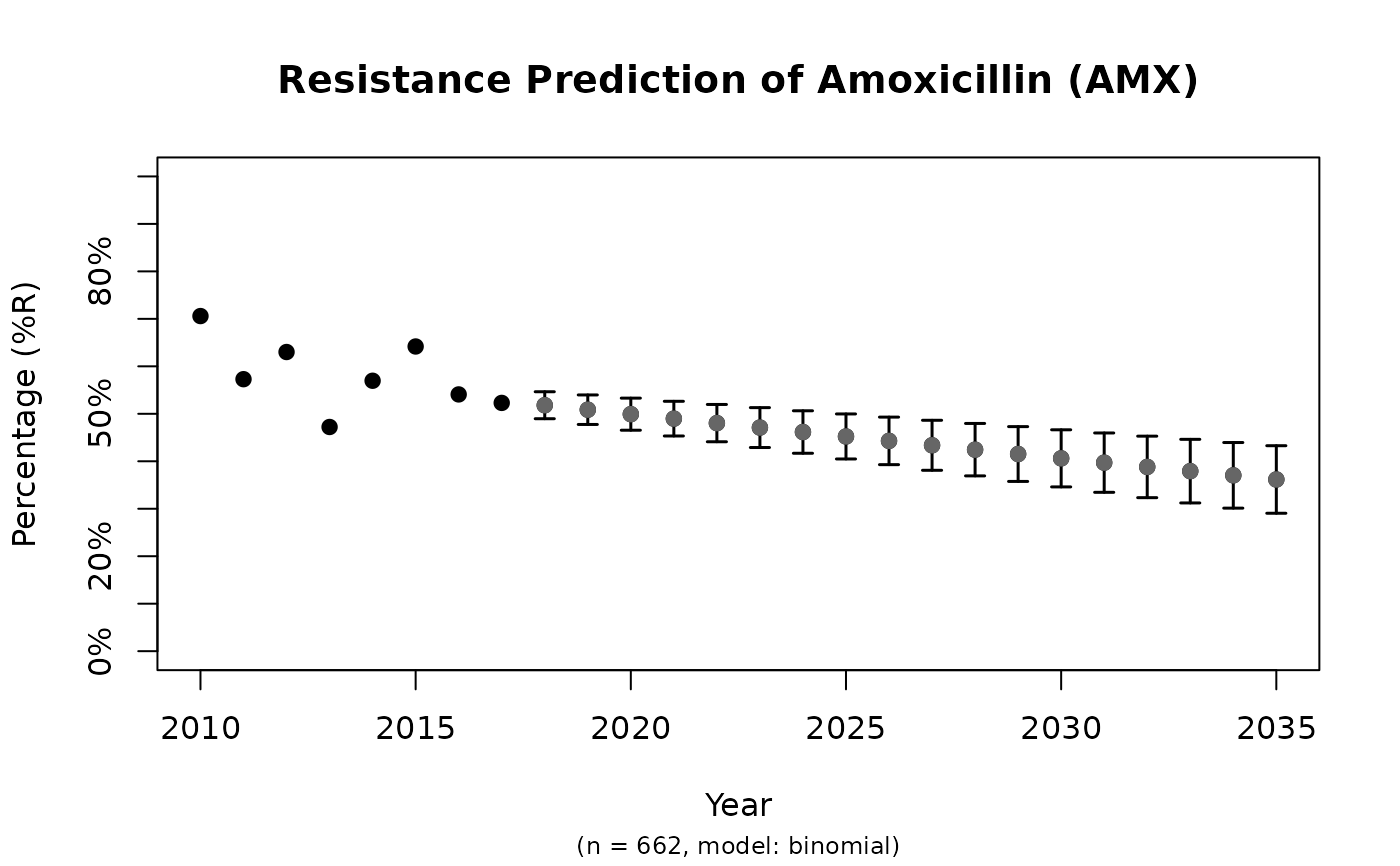 Resistance Prediction of Amoxicillin (AMX)
Percentage (%R)
80%
50%
20%
0%
2010 2015 2020 2025 2030 2035
Year
(n = 662, model: binomial)